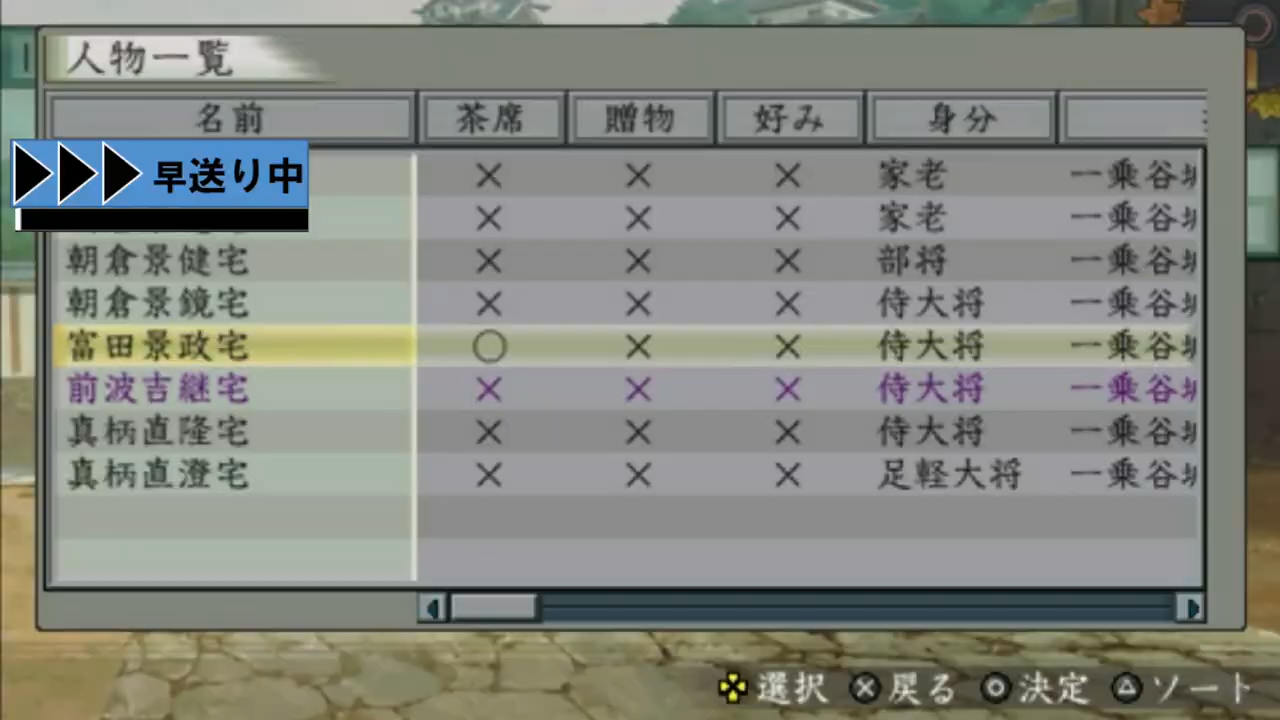 人物一覧
名前 茶席 贈物 好み 身分
早送り中
× × × 家老 一乗谷
× × × 家老 一乗谷
朝倉景健宅 × × × 部将 一乗谷
朝倉景鏡宅 × × × 侍大将 一乗谷
富田景政宅 ○ × × 侍大将 一乗谷
前波吉継宅 × × × 侍大将 一乗谷
真柄直隆宅 × × × 侍大将 一乗谷
真柄直澄宅 × × × 足軽大将 一乗谷
選択 戻る 決定 ソート